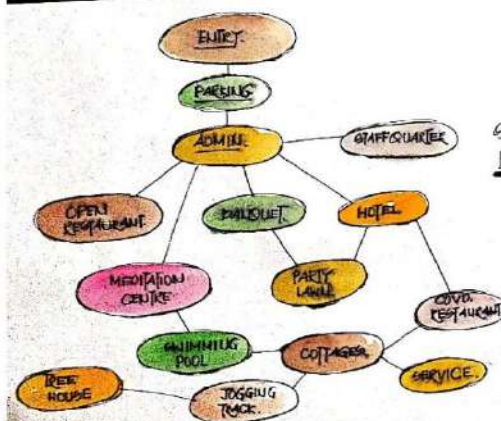 ENTRY.
PARKING
ADMIN.
STAFF QUARTER
OPEN
RESTAURANT.
BANQUET.
HOTEL
MEDITATION
CENTRE
PARTY
LAWN.
COVD.
RESTAURANT
SWIMMING
POOL
COTTAGES.
SERVICE.
TREE
HOUSE
JOGGING
TRACK.